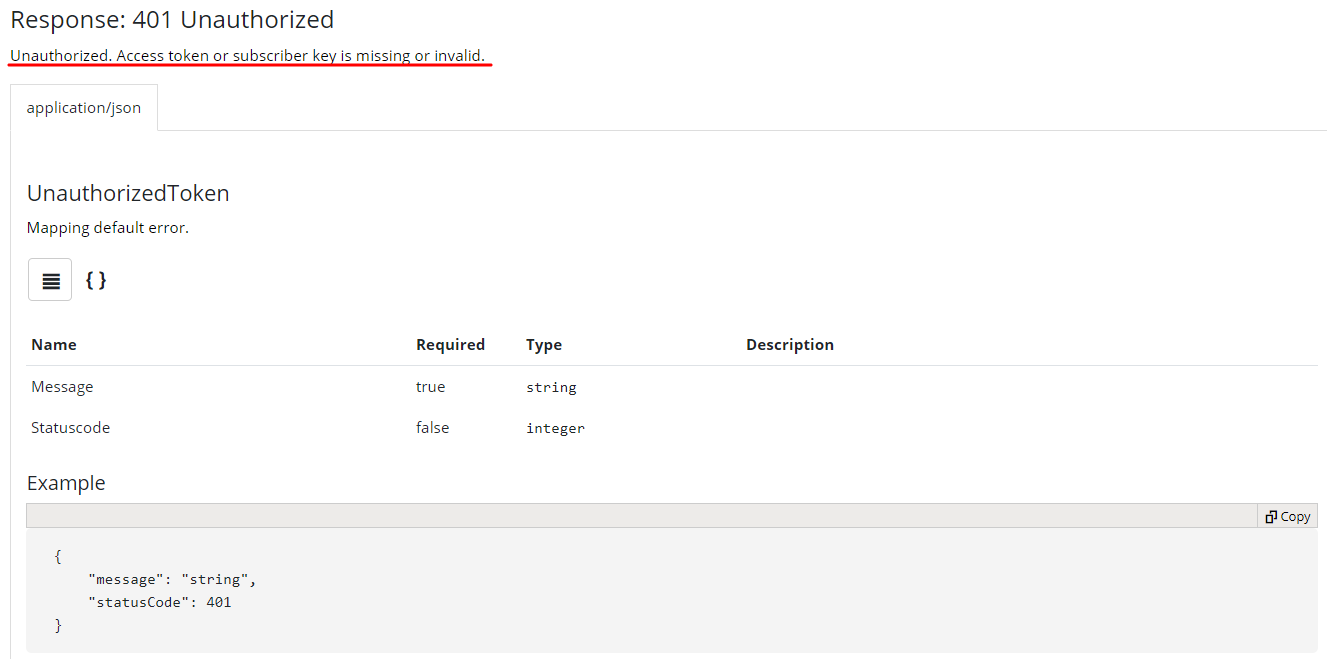 Response: 401 Unauthorized
Unauthorized. Access token or subscriber key is missing or invalid.
application/json
UnauthorizedToken
Mapping default error.
{ }
Name Required Type Description
Message true string
Statuscode false integer
Example
Copy
{
"message": "string",
"statusCode": 401
}